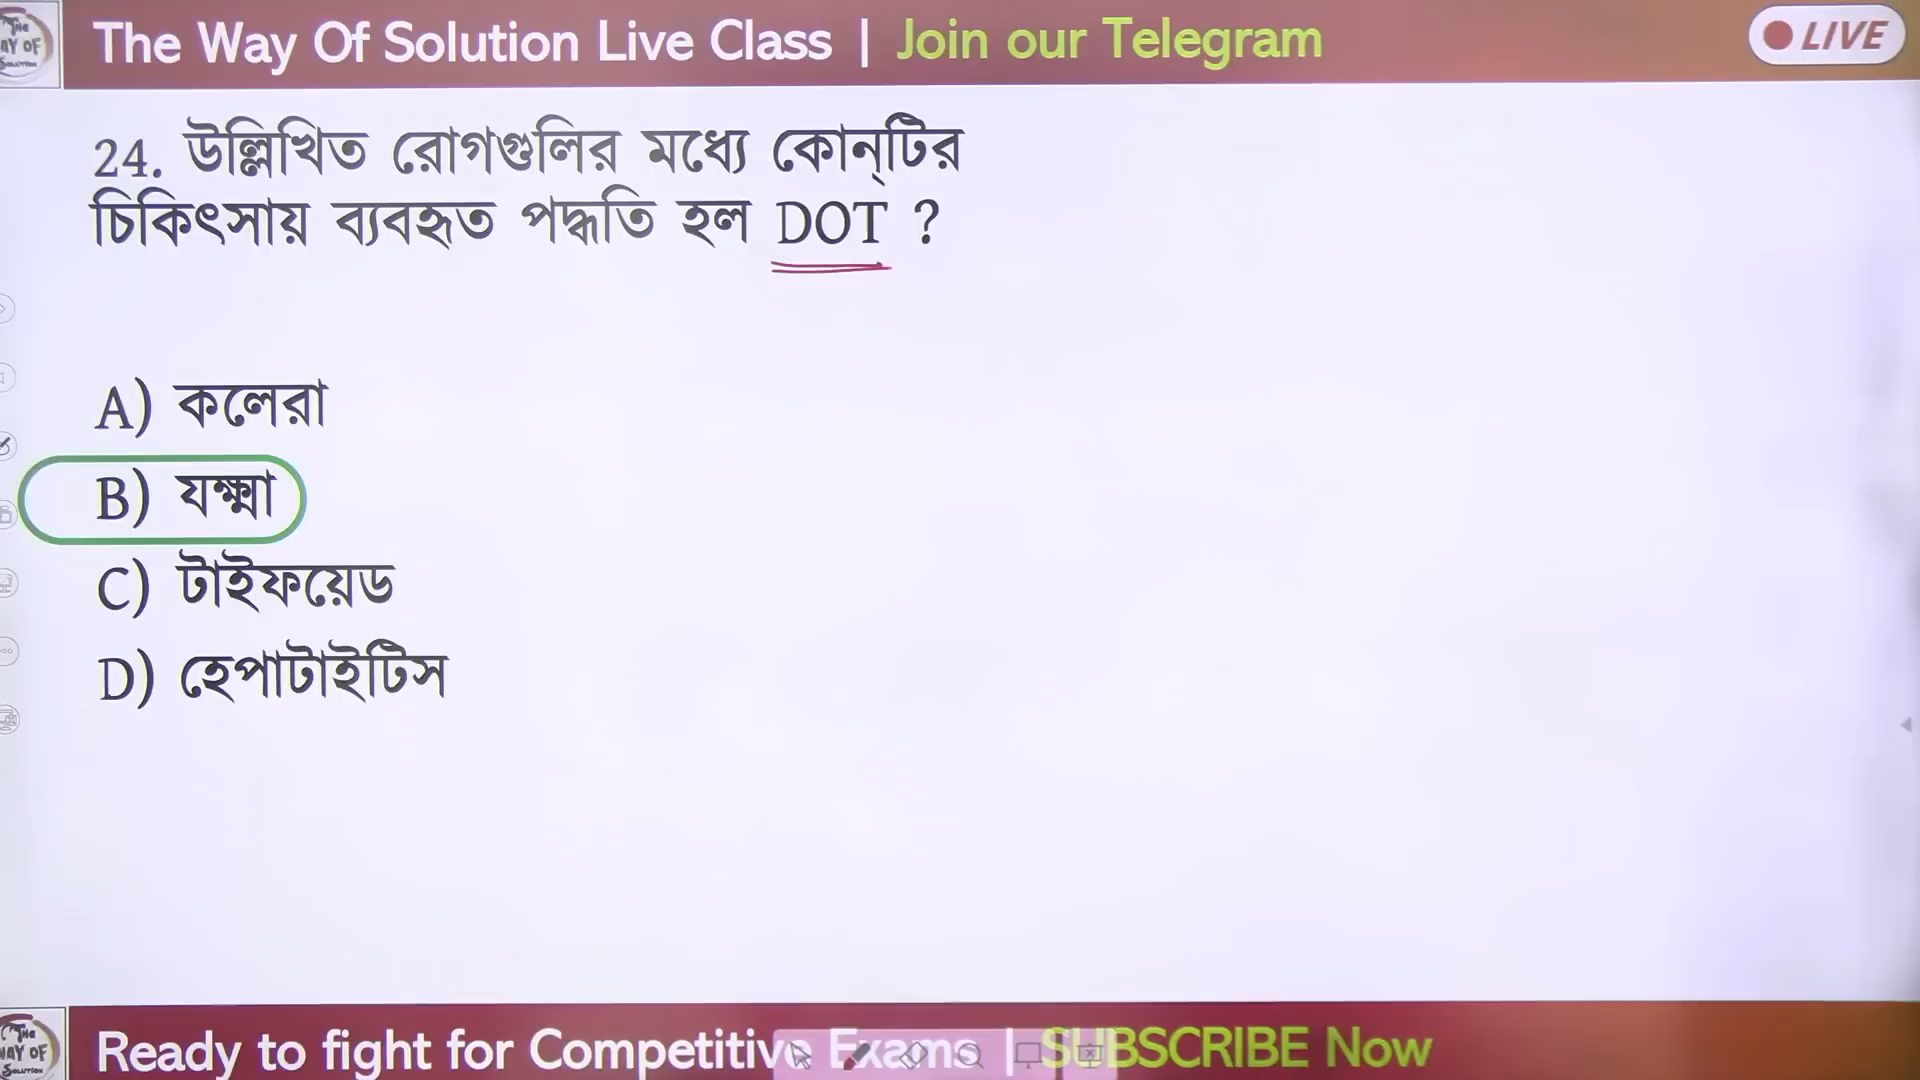 The Way Of Solution Live Class | Join our Telegram
LIVE
24. উল্লিখিত রোগগুলির মধ্যে কোন্‌টির
চিকিৎসায় ব্যবহৃত পদ্ধতি হল DOT ?
A) কলেরা
B) যক্ষ্মা
C) টাইফয়েড
D) হেপাটাইটিস
Ready to fight for Competitive Exams | SUBSCRIBE Now